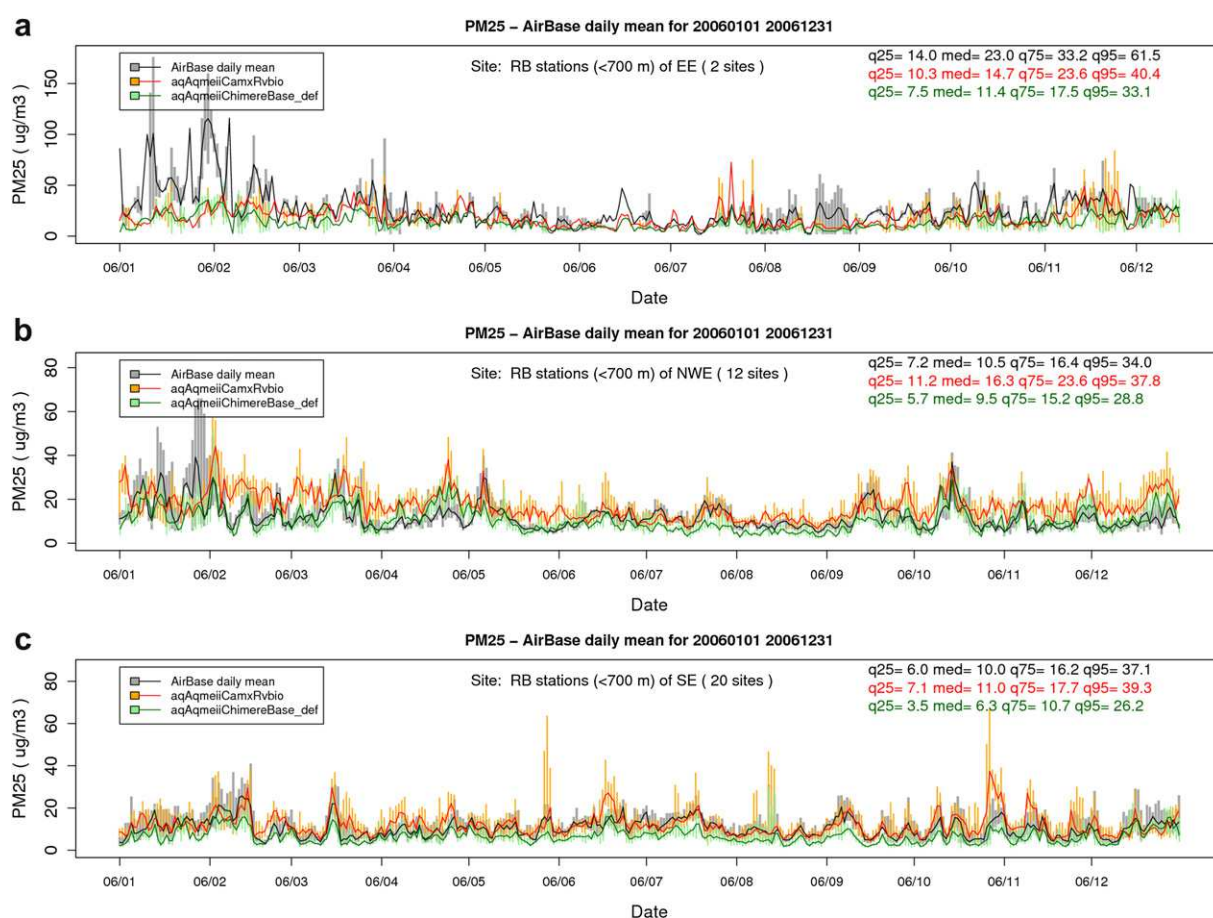 a
PM25 − AirBase daily mean for 20060101 20061231
AirBase daily mean
aqAqmeiiCamxRvbio
aqAqmeiiChimereBase_def
Site: RB stations (<700 m) of EE ( 2 sites )
q25= 14.0 med= 23.0 q75= 33.2 q95= 61.5
q25= 10.3 med= 14.7 q75= 23.6 q95= 40.4
q25= 7.5 med= 11.4 q75= 17.5 q95= 33.1
PM25 ( ug/m3 )
150
100
50
0
06/01 06/02 06/03 06/04 06/05 06/06 06/07 06/08 06/09 06/10 06/11 06/12
Date
b
PM25 − AirBase daily mean for 20060101 20061231
AirBase daily mean
aqAqmeiiCamxRvbio
aqAqmeiiChimereBase_def
Site: RB stations (<700 m) of NWE ( 12 sites )
q25= 7.2 med= 10.5 q75= 16.4 q95= 34.0
q25= 11.2 med= 16.3 q75= 23.6 q95= 37.8
q25= 5.7 med= 9.5 q75= 15.2 q95= 28.8
PM25 ( ug/m3 )
80
60
40
20
0
06/01 06/02 06/03 06/04 06/05 06/06 06/07 06/08 06/09 06/10 06/11 06/12
Date
c
PM25 − AirBase daily mean for 20060101 20061231
AirBase daily mean
aqAqmeiiCamxRvbio
aqAqmeiiChimereBase_def
Site: RB stations (<700 m) of SE ( 20 sites )
q25= 6.0 med= 10.0 q75= 16.2 q95= 37.1
q25= 7.1 med= 11.0 q75= 17.7 q95= 39.3
q25= 3.5 med= 6.3 q75= 10.7 q95= 26.2
PM25 ( ug/m3 )
80
60
40
20
0
06/01 06/02 06/03 06/04 06/05 06/06 06/07 06/08 06/09 06/10 06/11 06/12
Date